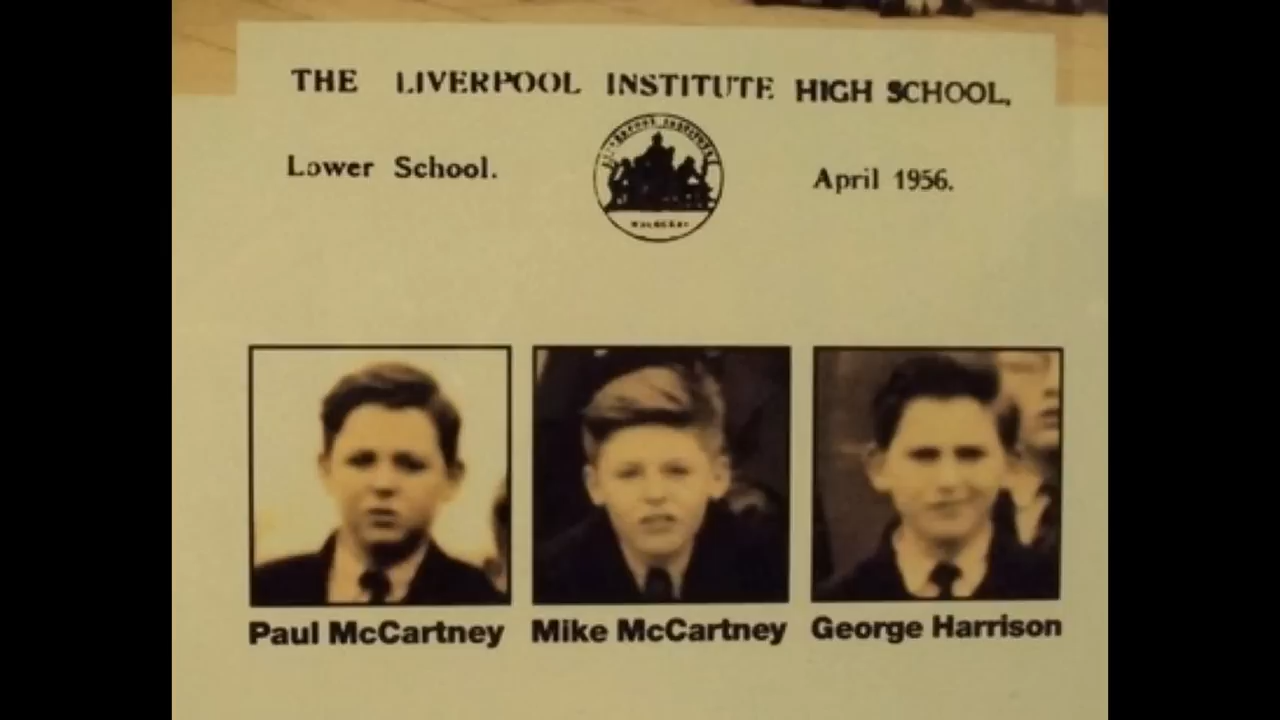 THE LIVERPOOL INSTITUTE HIGH SCHOOL,
Lower School.
April 1956.
Paul McCartney
Mike McCartney
George Harrison